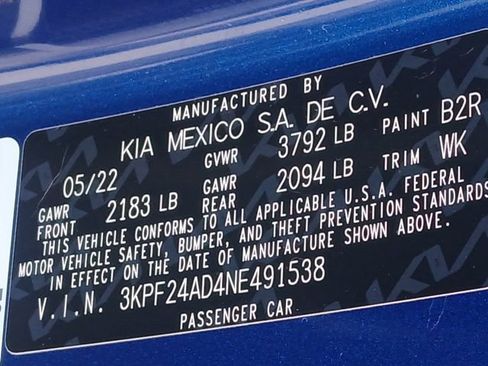 MANUFACTURED BY
KIA MEXICO S.A. DE C.V.
05/22 GVWR 3792 LB PAINT B2R
GAWR FRONT 2183 LB GAWR REAR 2094 LB TRIM WK
THIS VEHICLE CONFORMS TO ALL APPLICABLE U.S.A. FEDERAL
MOTOR VEHICLE SAFETY, BUMPER, AND THEFT PREVENTION STANDARDS
IN EFFECT ON THE DATE OF MANUFACTURE SHOWN ABOVE.
V.I.N. 3KPF24AD4NE491538
PASSENGER CAR